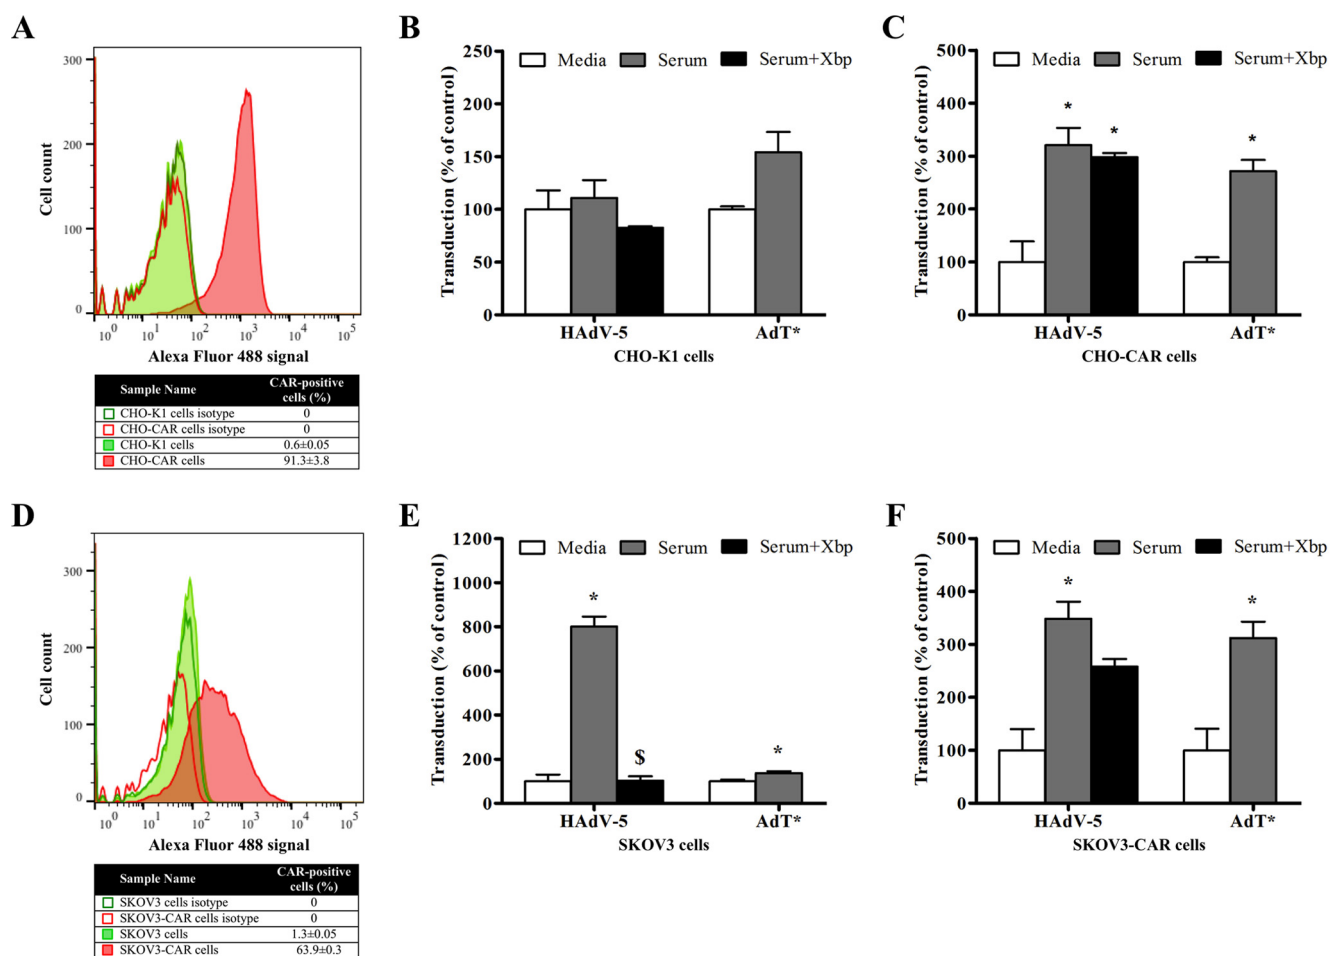 A
300
200
100
0
Cell count
10^0 10^1 10^2 10^3 10^4 10^5
Alexa Fluor 488 signal
Sample Name CAR-positive cells (%)
CHO-K1 cells isotype 0
CHO-CAR cells isotype 0
CHO-K1 cells 0.6±0.05
CHO-CAR cells 91.3±3.8
B
Media Serum Serum+Xbp
250
200
150
100
50
0
Transduction (% of control)
HAdV-5 AdT*
CHO-K1 cells
C
Media Serum Serum+Xbp
500
400
300
200
100
0
Transduction (% of control)
* * *
HAdV-5 AdT*
CHO-CAR cells
D
300
200
100
0
Cell count
10^0 10^1 10^2 10^3 10^4 10^5
Alexa Fluor 488 signal
Sample Name CAR-positive cells (%)
SKOV3 cells isotype 0
SKOV3-CAR cells isotype 0
SKOV3 cells 1.3±0.05
SKOV3-CAR cells 63.9±0.3
E
Media Serum Serum+Xbp
1200
1000
800
600
400
200
0
Transduction (% of control)
* $ *
HAdV-5 AdT*
SKOV3 cells
F
Media Serum Serum+Xbp
500
400
300
200
100
0
Transduction (% of control)
* *
HAdV-5 AdT*
SKOV3-CAR cells